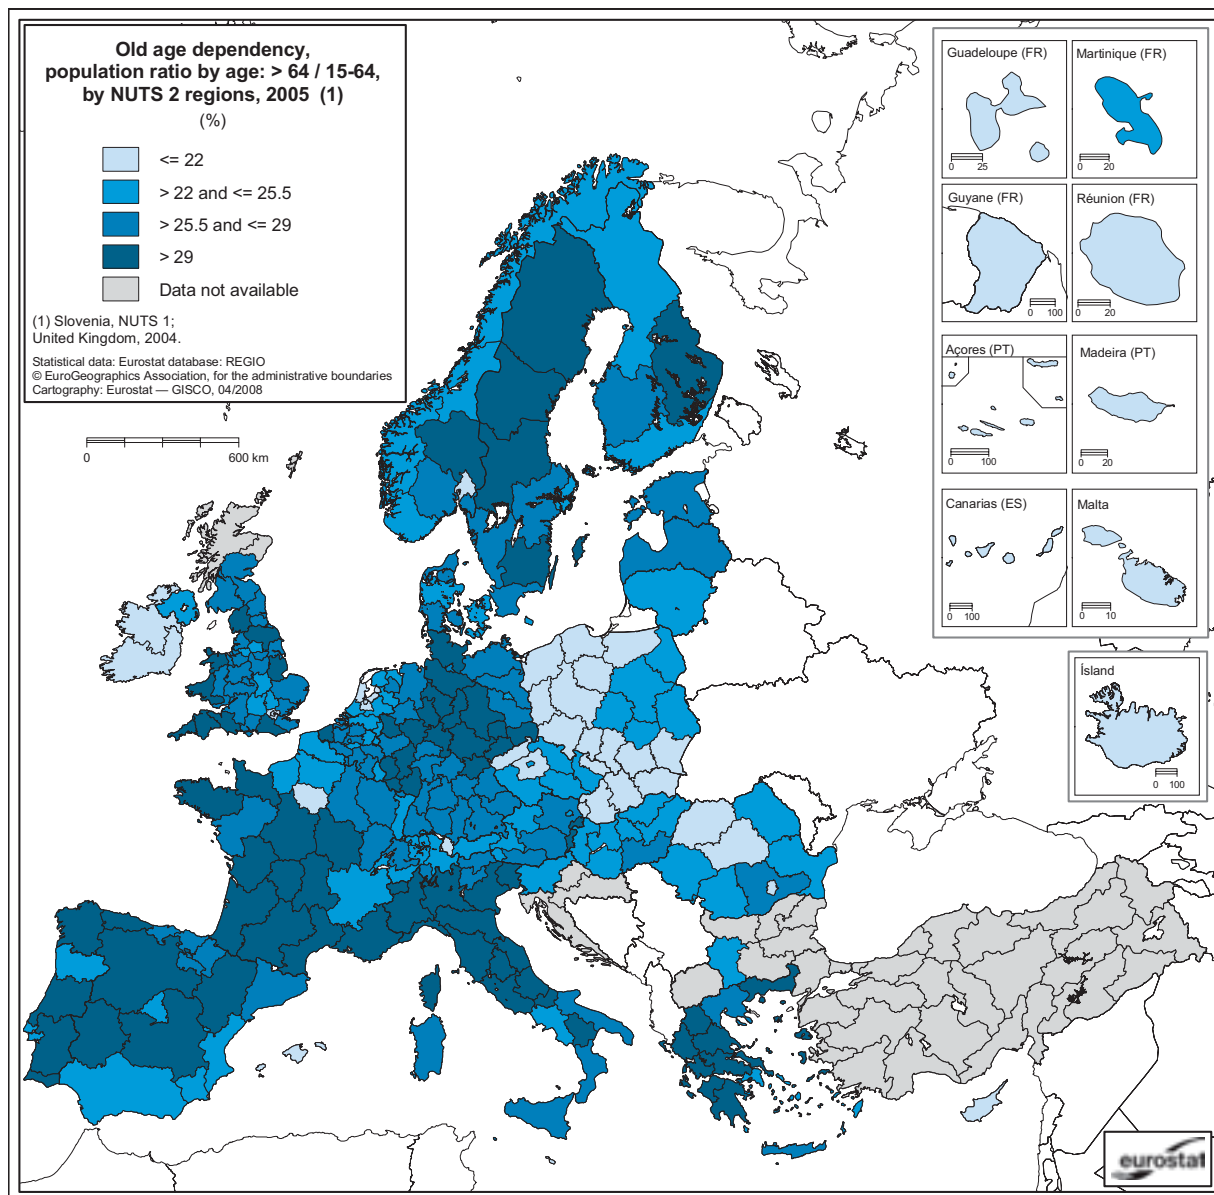 Old age dependency,
population ratio by age: > 64 / 15-64,
by NUTS 2 regions, 2005 (1)
(%)
<= 22
> 22 and <= 25.5
> 25.5 and <= 29
> 29
Data not available
(1) Slovenia, NUTS 1;
United Kingdom, 2004.
Statistical data: Eurostat database: REGIO
© EuroGeographics Association, for the administrative boundaries
Cartography: Eurostat — GISCO, 04/2008
0 600 km
Guadeloupe (FR)
0 25
Martinique (FR)
0 20
Guyane (FR)
0 100
Réunion (FR)
0 20
Açores (PT)
0 100
Madeira (PT)
0 20
Canarias (ES)
0 100
Malta
0 10
Ísland
0 100
eurostat